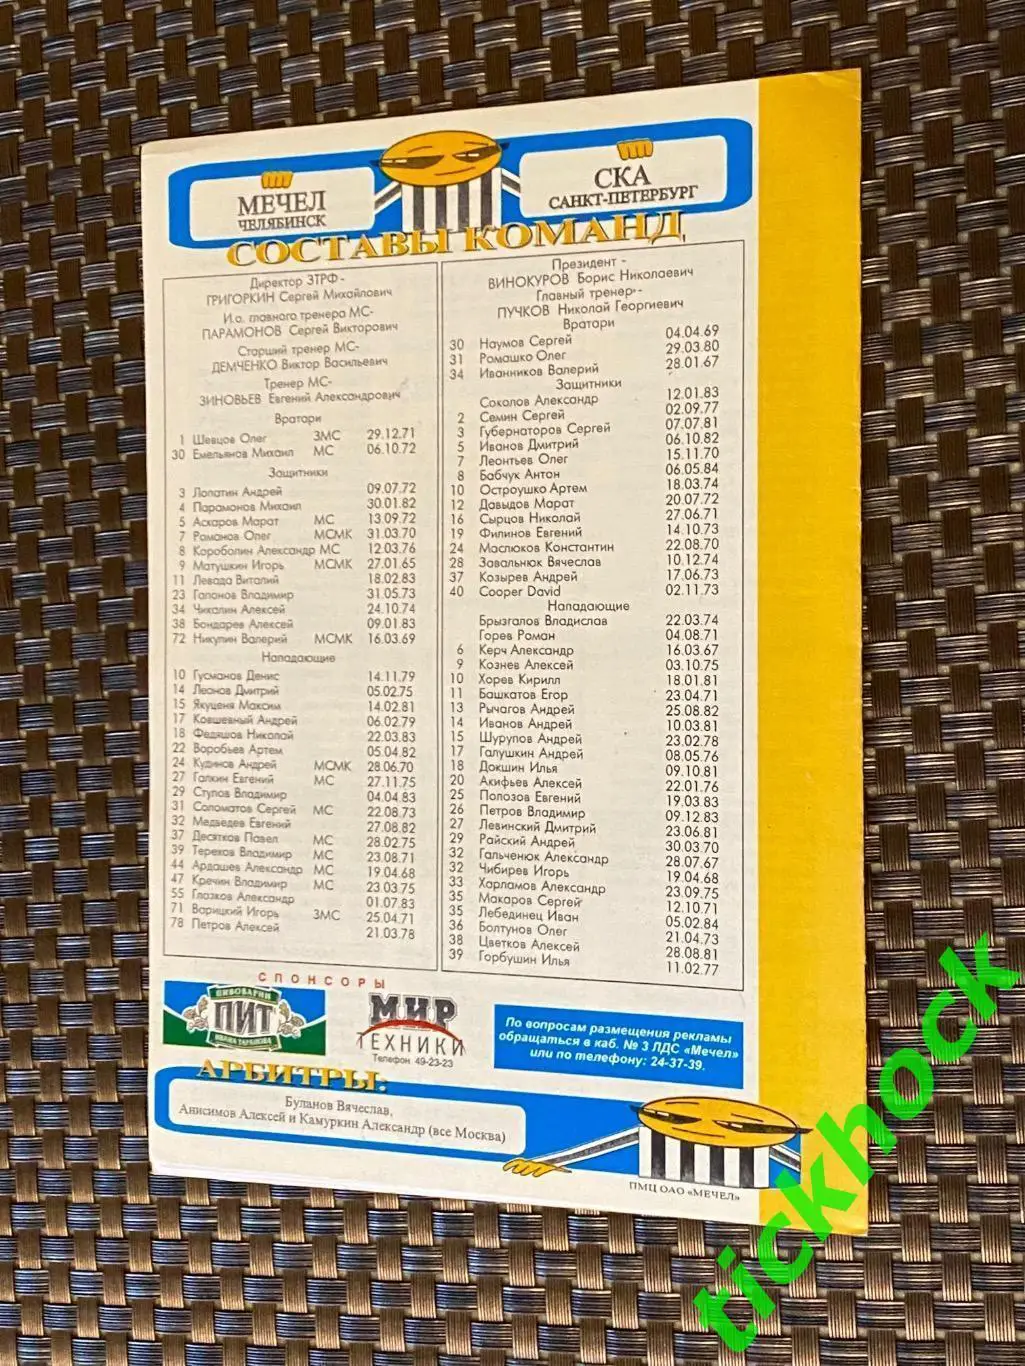 МЕЧЕЛ
ЧЕЛЯБИНСК
СКА
САНКТ-ПЕТЕРБУРГ
СОСТАВЫ КОМАНД
Директор ЗТРФ-
ГРИГОРКИН Сергей Михайлович
И.о. главного тренера МС-
ПАРАМОНОВ Сергей Викторович
Старший тренер МС-
ДЕМЧЕНКО Виктор Васильевич
Тренер МС-
ЗИНОВЬЕВ Евгений Александрович
Вратари
1 Шевцов Олег ЗМС 29.12.71
30 Емельянов Михаил МС 06.10.72
Защитники
3 Лопатин Андрей 09.07.72
4 Парамонов Михаил 30.01.82
5 Аскаров Марат МС 13.09.72
7 Романов Олег МСМК 31.03.70
8 Короболин Александр МС 12.03.76
9 Матушкин Игорь МСМК 27.01.65
11 Левада Виталий 18.02.83
23 Гапонов Владимир 31.05.73
34 Чикалин Алексей 24.10.74
38 Бондарев Алексей 09.01.83
72 Никулин Валерий МСМК 16.03.69
Нападающие
10 Гусманов Денис 14.11.79
14 Леонов Дмитрий 05.02.75
15 Якуценя Максим 14.02.81
17 Ковшевный Андрей 06.02.79
18 Федяшов Николай 22.03.83
22 Воробьев Артем 05.04.82
24 Кудинов Андрей МСМК 28.06.70
27 Галкин Евгений МС 27.11.75
29 Ступов Владимир 04.04.83
31 Соломатов Сергей МС 22.08.73
32 Медведев Евгений 27.08.82
37 Десятков Павел МС 28.02.75
39 Терехов Владимир МС 23.08.71
44 Ардашев Александр МС 19.04.68
47 Кречин Владимир МС 23.03.75
55 Глазков Александр 01.07.83
71 Варицкий Игорь ЗМС 25.04.71
78 Петров Алексей 21.03.78
Президент -
ВИНОКУРОВ Борис Николаевич
Главный тренер-
ПУЧКОВ Николай Георгиевич
Вратари
30 Наумов Сергей 04.04.69
31 Ромашко Олег 29.03.80
34 Иванников Валерий 28.01.67
Защитники
Соколов Александр 12.01.83
2 Семин Сергей 02.09.77
3 Губернаторов Сергей 07.07.81
5 Иванов Дмитрий 06.10.82
7 Леонтьев Олег 15.11.70
8 Бабчук Антон 06.05.84
10 Остроушко Артем 18.03.74
12 Давыдов Марат 20.07.72
16 Сырцов Николай 27.06.71
19 Филинов Евгений 14.10.73
24 Маслюков Константин 22.08.70
28 Завальнюк Вячеслав 10.12.74
37 Козырев Андрей 17.06.73
40 Cooper David 02.11.73
Нападающие
Брызгалов Владислав 22.03.74
Горев Роман 04.08.71
6 Керч Александр 16.03.67
9 Кознев Алексей 03.10.75
10 Хорев Кирилл 18.01.81
11 Башкатов Егор 23.04.71
13 Рычагов Андрей 25.08.82
14 Иванов Андрей 10.03.81
15 Шурупов Андрей 23.02.78
17 Галушкин Андрей 08.05.76
18 Докшин Илья 09.10.81
20 Акифьев Алексей 22.01.76
25 Полозов Евгений 19.03.83
26 Петров Владимир 09.12.83
27 Левинский Дмитрий 23.06.81
29 Райский Андрей 30.03.70
32 Гальченюк Александр 28.07.67
32 Чибирев Игорь 19.04.68
33 Харламов Александр 23.09.75
35 Макаров Сергей 12.10.71
35 Лебединец Иван 05.02.84
36 Болтунов Олег 21.04.73
38 Цветков Алексей 28.08.81
39 Горбушин Илья 11.02.77
СПОНСОРЫ
ПИВОВАРНИ
ПИТ
ИВАНА ТАРАНОВА
МИР
ТЕХНИКИ
Телефон 49-23-23
По вопросам размещения рекламы
обращаться в каб. № 3 ЛДС «Мечел»
или по телефону: 24-37-39.
АРБИТРЫ:
Буланов Вячеслав,
Анисимов Алексей и Камуркин Александр (все Москва)
ПМЦ ОАО «МЕЧЕЛ»
tickhock